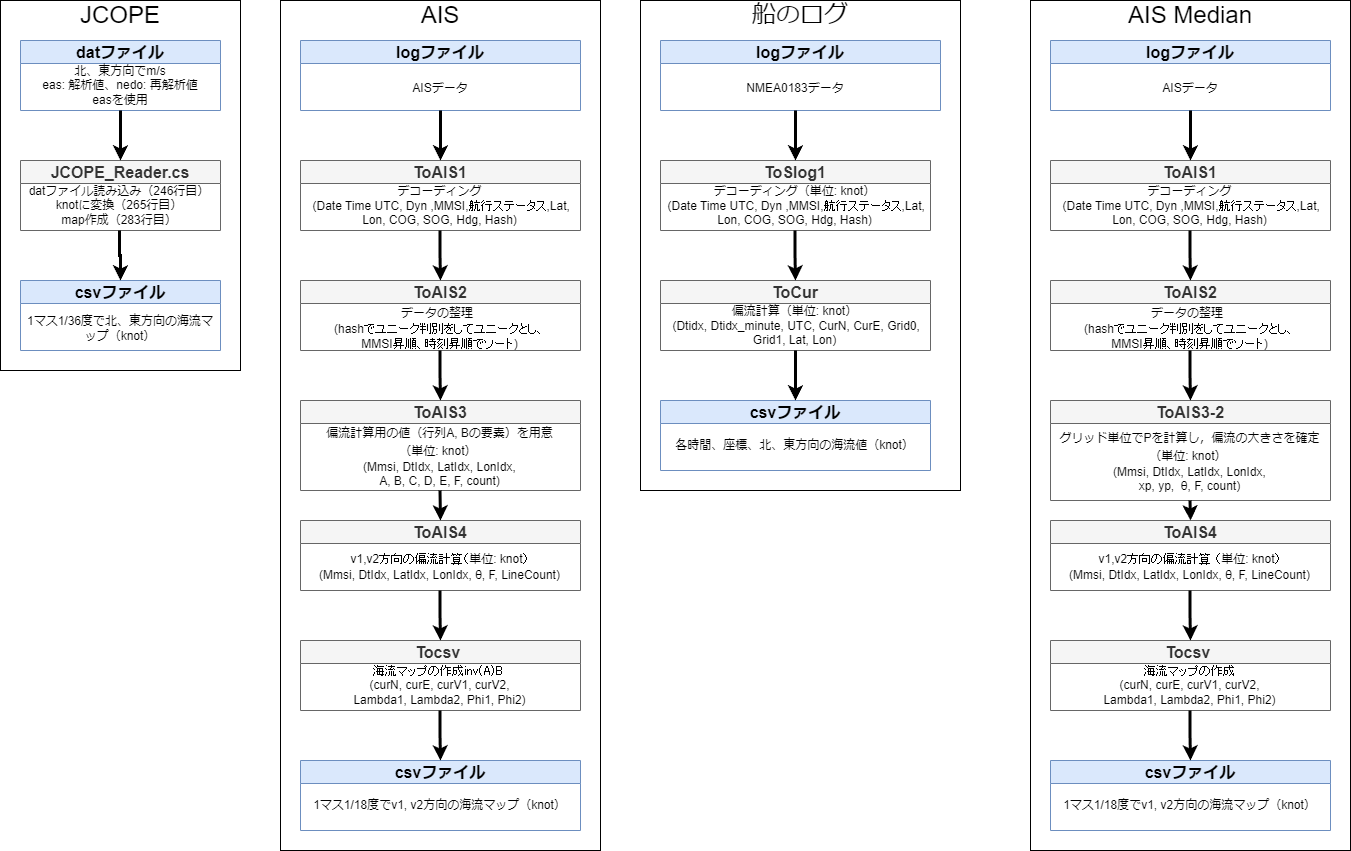 JCOPE
datファイル
北、東方向でm/s
eas: 解析値、nedo: 再解析値
easを使用
JCOPE_Reader.cs
datファイル読み込み（246行目）
knotに変換（265行目）
map作成（283行目）
csvファイル
1マス1/36度で北、東方向の海流マ
ップ（knot）
AIS
logファイル
AISデータ
ToAIS1
デコーディング
(Date Time UTC, Dyn ,MMSI,航行ステータス,Lat,
Lon, COG, SOG, Hdg, Hash)
ToAIS2
データの整理
(hashでユニーク判別をしてユニークとし、
MMSI昇順、時刻昇順でソート)
ToAIS3
偏流計算用の値（行列A, Bの要素）を用意
（単位: knot）
(Mmsi, DtIdx, LatIdx, LonIdx,
A, B, C, D, E, F, count)
ToAIS4
v1,v2方向の偏流計算（単位: knot）
(Mmsi, DtIdx, LatIdx, LonIdx, θ, F, LineCount)
Tocsv
海流マップの作成inv(A)B
(curN, curE, curV1, curV2,
Lambda1, Lambda2, Phi1, Phi2)
csvファイル
1マス1/18度でv1, v2方向の海流マップ（knot）
船のログ
logファイル
NMEA0183データ
ToSlog1
デコーディング（単位: knot）
(Date Time UTC, Dyn ,MMSI,航行ステータス,Lat,
Lon, COG, SOG, Hdg, Hash)
ToCur
偏流計算（単位: knot）
(Dtidx, Dtidx_minute, UTC, CurN, CurE, Grid0,
Grid1, Lat, Lon)
csvファイル
各時間、座標、北、東方向の海流値（knot）
AIS Median
logファイル
AISデータ
ToAIS1
デコーディング
(Date Time UTC, Dyn ,MMSI,航行ステータス,Lat,
Lon, COG, SOG, Hdg, Hash)
ToAIS2
データの整理
(hashでユニーク判別をしてユニークとし、
MMSI昇順、時刻昇順でソート)
ToAIS3-2
グリッド単位でPを計算し，偏流の大きさを確定
（単位: knot）
(Mmsi, DtIdx, LatIdx, LonIdx,
xp, yp, θ, F, count)
ToAIS4
v1,v2方向の偏流計算（単位: knot）
(Mmsi, DtIdx, LatIdx, LonIdx, θ, F, LineCount)
Tocsv
海流マップの作成
(curN, curE, curV1, curV2,
Lambda1, Lambda2, Phi1, Phi2)
csvファイル
1マス1/18度でv1, v2方向の海流マップ（knot）